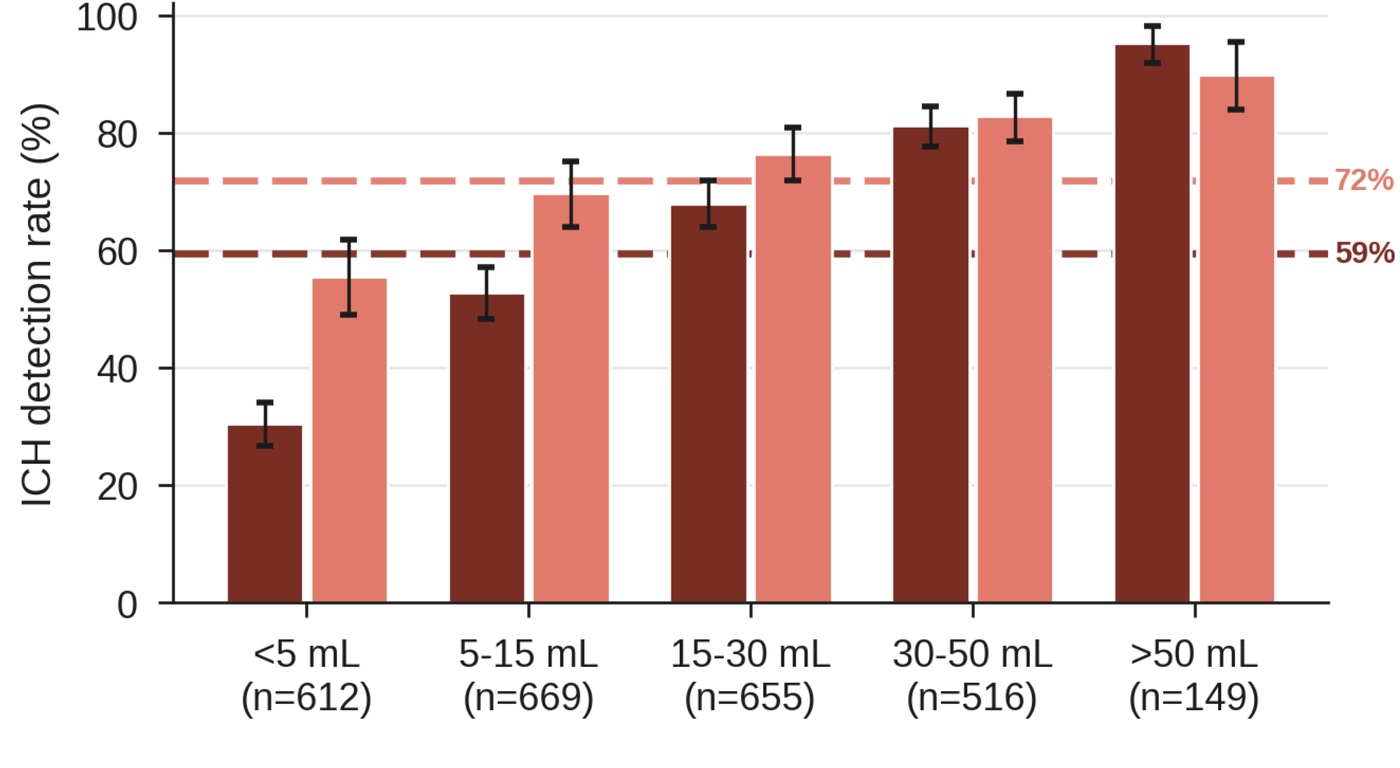 ICH detection rate (%)
100
80
60
40
20
0
72%
59%
<5 mL
(n=612)
5-15 mL
(n=669)
15-30 mL
(n=655)
30-50 mL
(n=516)
>50 mL
(n=149)